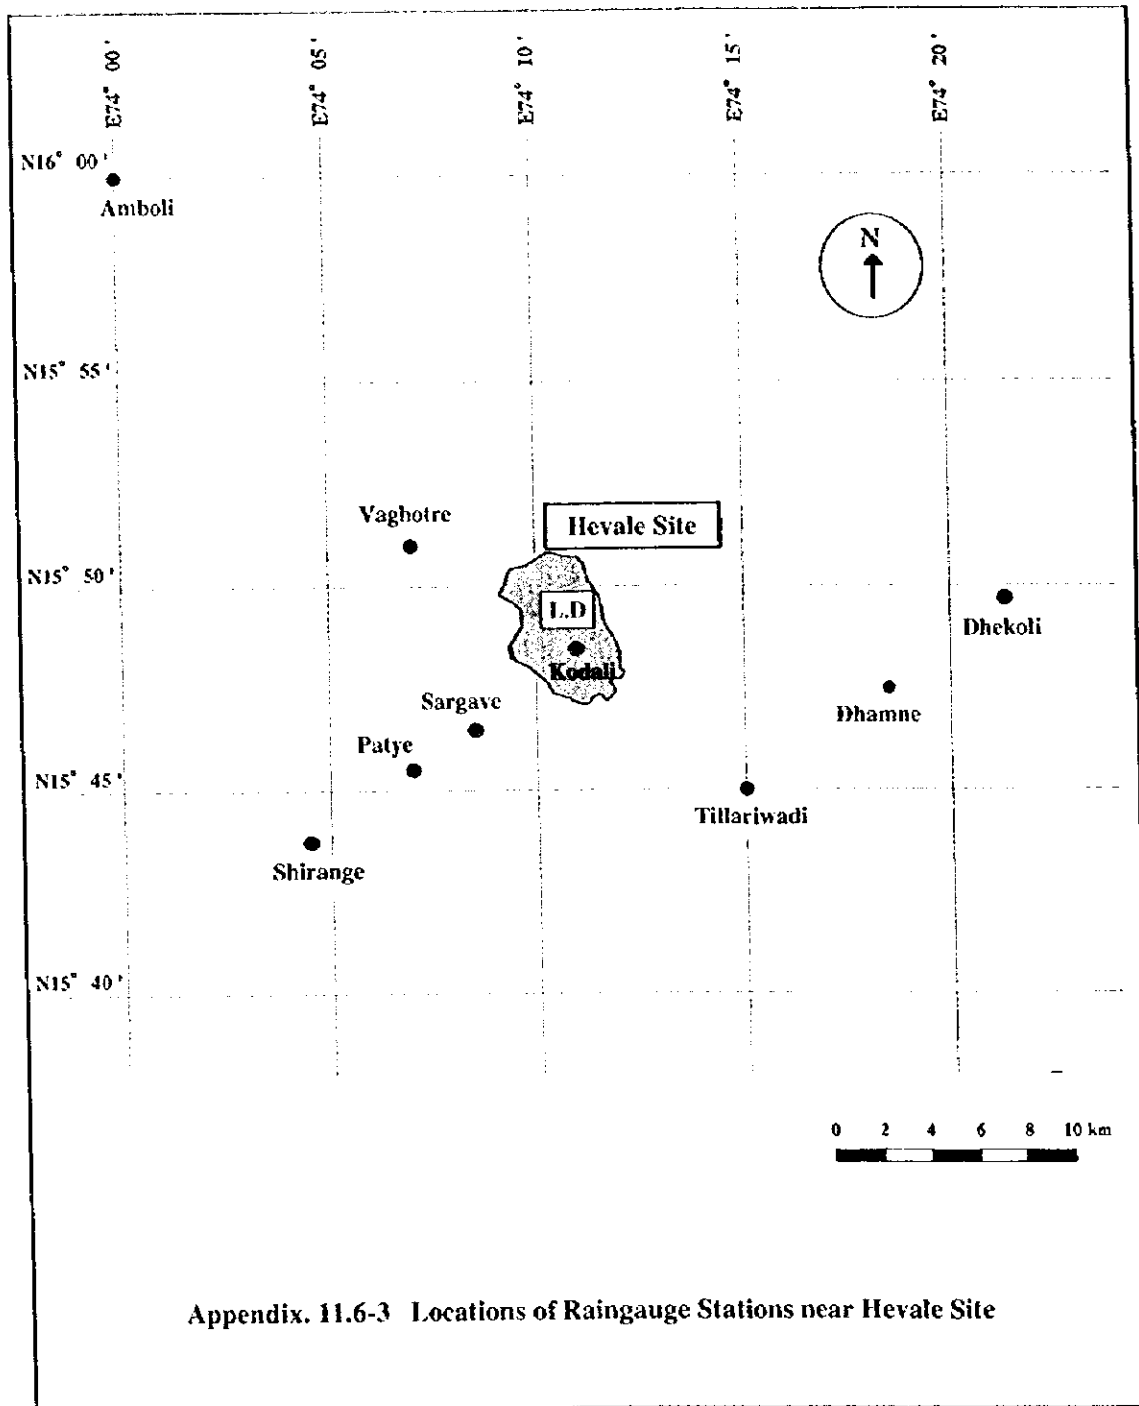 E74° 00'
E74° 05'
E74° 10'
E74° 15'
E74° 20'
N16° 00'
Amboli
N
N15° 55'
Vaghotre
Hevale Site
N15° 50'
L.D
Dhekoli
Kodali
Sargave
Dhamne
Patye
N15° 45'
Tillariwadi
Shirange
N15° 40'
0 2 4 6 8 10 km
Appendix. 11.6-3 Locations of Raingauge Stations near Hevale Site